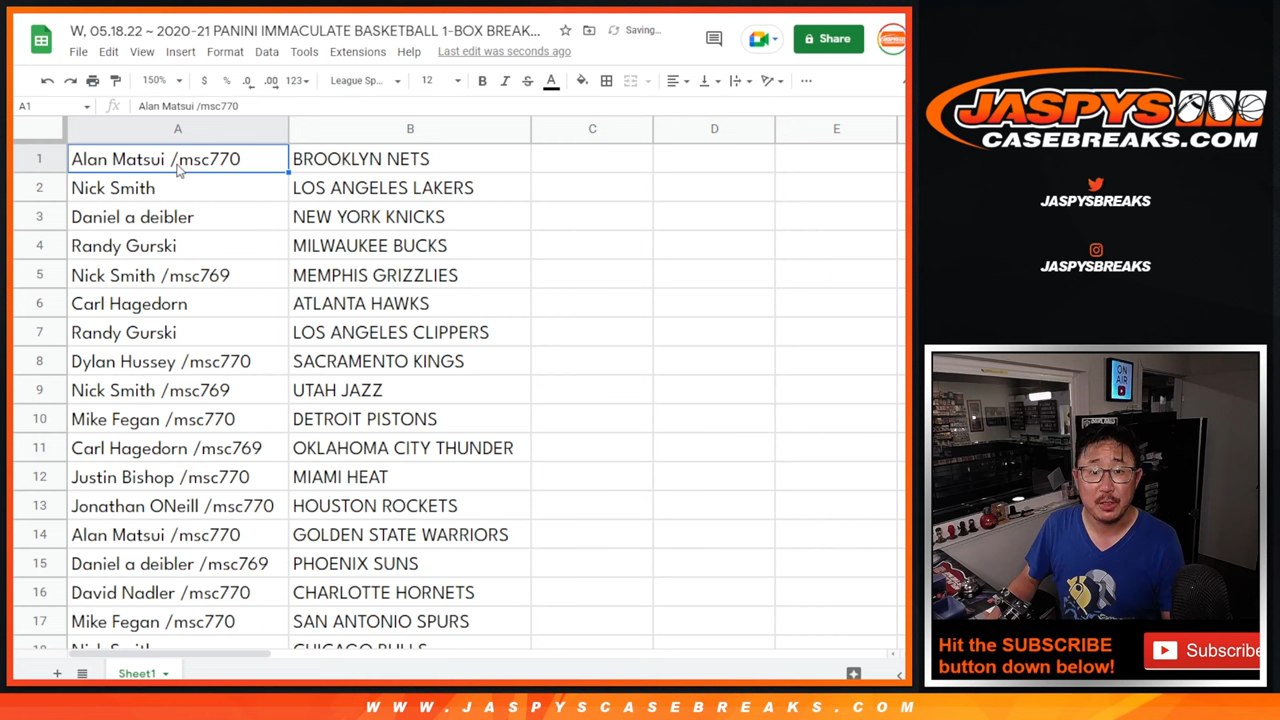 W, 05.18.22 ~ 2020-21 PANINI IMMACULATE BASKETBALL 1-BOX BREAK...
Saving...
Share
File Edit View Insert Format Data Tools Extensions Help Last edit was seconds ago
150% $ % .0 .00 123 League Sp... 12 B I S A
A1 fx Alan Matsui /msc770
A B C D E
1 Alan Matsui /msc770 BROOKLYN NETS
2 Nick Smith LOS ANGELES LAKERS
3 Daniel a deibler NEW YORK KNICKS
4 Randy Gurski MILWAUKEE BUCKS
5 Nick Smith /msc769 MEMPHIS GRIZZLIES
6 Carl Hagedorn ATLANTA HAWKS
7 Randy Gurski LOS ANGELES CLIPPERS
8 Dylan Hussey /msc770 SACRAMENTO KINGS
9 Nick Smith /msc769 UTAH JAZZ
10 Mike Fegan /msc770 DETROIT PISTONS
11 Carl Hagedorn /msc769 OKLAHOMA CITY THUNDER
12 Justin Bishop /msc770 MIAMI HEAT
13 Jonathan ONeill /msc770 HOUSTON ROCKETS
14 Alan Matsui /msc770 GOLDEN STATE WARRIORS
15 Daniel a deibler /msc769 PHOENIX SUNS
16 David Nadler /msc770 CHARLOTTE HORNETS
17 Mike Fegan /msc770 SAN ANTONIO SPURS
Sheet1
JASPYS
CASEBREAKS.COM
JASPYSBREAKS
JASPYSBREAKS
ON
AIR
Hit the SUBSCRIBE
button down below!
Subscribe
WWW.JASPYSCASEBREAKS.COM